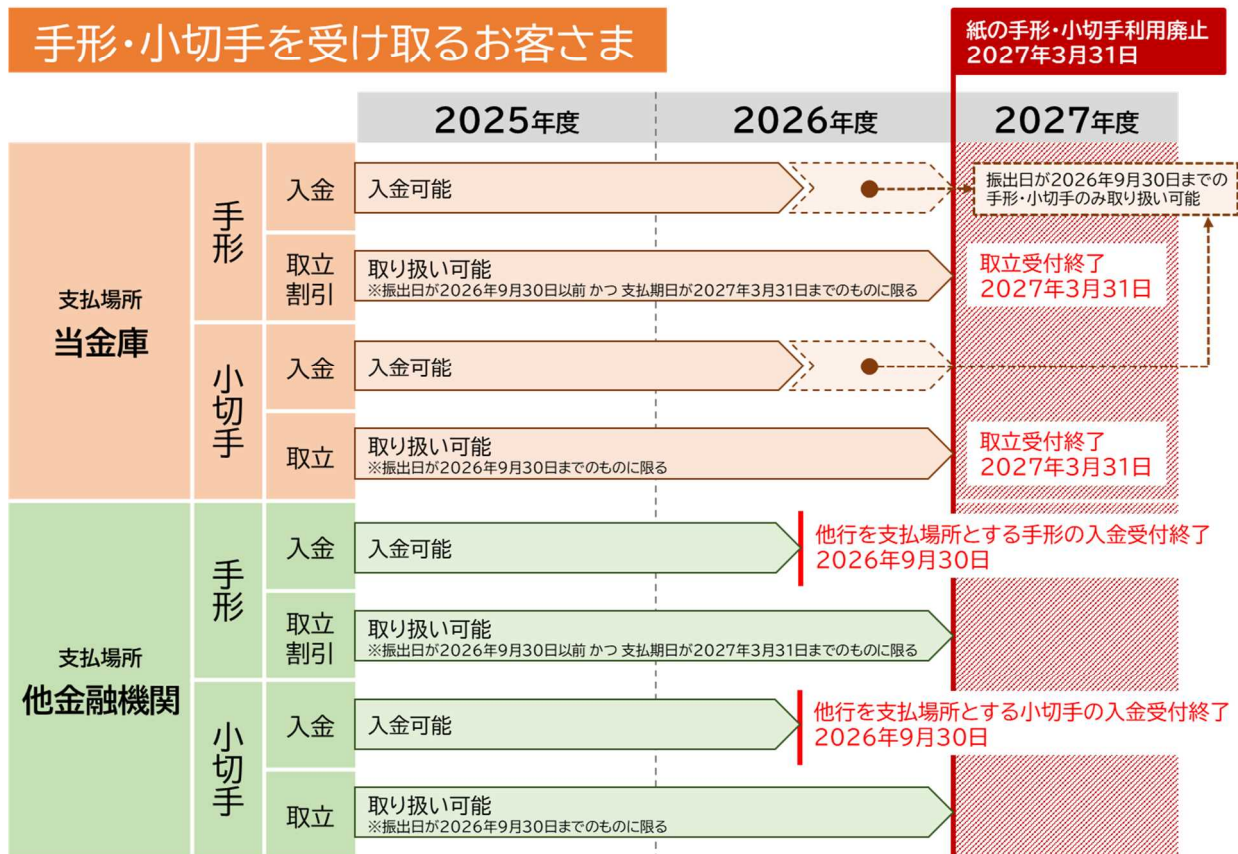 手形・小切手を受け取るお客さま
紙の手形・小切手利用廃止
2027年3月31日
2025年度
2026年度
2027年度
支払場所
当金庫
手形
入金
入金可能
振出日が2026年9月30日までの
手形・小切手のみ取り扱い可能
取立
割引
取り扱い可能
※振出日が2026年9月30日以前 かつ 支払期日が2027年3月31日までのものに限る
取立受付終了
2027年3月31日
小切手
入金
入金可能
取立
取り扱い可能
※振出日が2026年9月30日までのものに限る
取立受付終了
2027年3月31日
支払場所
他金融機関
手形
入金
入金可能
他行を支払場所とする手形の入金受付終了
2026年9月30日
取立
割引
取り扱い可能
※振出日が2026年9月30日以前 かつ 支払期日が2027年3月31日までのものに限る
小切手
入金
入金可能
他行を支払場所とする小切手の入金受付終了
2026年9月30日
取立
取り扱い可能
※振出日が2026年9月30日までのものに限る